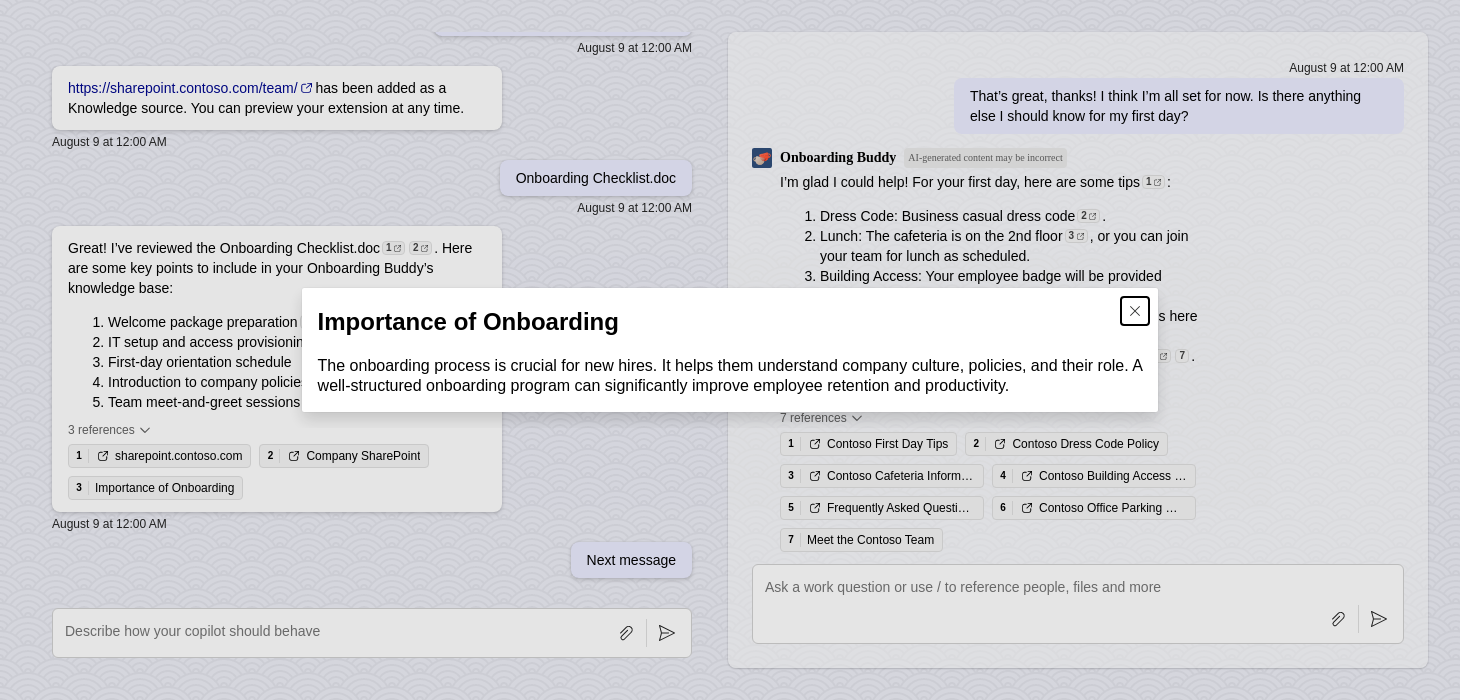 August 9 at 12:00 AM
https://sharepoint.contoso.com/team/ has been added as a
Knowledge source. You can preview your extension at any time.
August 9 at 12:00 AM
Onboarding Checklist.doc
August 9 at 12:00 AM
Great! I've reviewed the Onboarding Checklist.doc 1 2 . Here
are some key points to include in your Onboarding Buddy's
knowledge base:
1. Welcome package preparation
2. IT setup and access provisionin
3. First-day orientation schedule
4. Introduction to company policies
5. Team meet-and-greet sessions
3 references
1 sharepoint.contoso.com
2 Company SharePoint
3 Importance of Onboarding
August 9 at 12:00 AM
Next message
Describe how your copilot should behave
Importance of Onboarding
The onboarding process is crucial for new hires. It helps them understand company culture, policies, and their role. A
well-structured onboarding program can significantly improve employee retention and productivity.
August 9 at 12:00 AM
That's great, thanks! I think I'm all set for now. Is there anything
else I should know for my first day?
Onboarding Buddy AI-generated content may be incorrect
I'm glad I could help! For your first day, here are some tips 1 :
1. Dress Code: Business casual dress code 2 .
2. Lunch: The cafeteria is on the 2nd floor 3 , or you can join
your team for lunch as scheduled.
3. Building Access: Your employee badge will be provided
s here
7 .
7 references
1 Contoso First Day Tips
2 Contoso Dress Code Policy
3 Contoso Cafeteria Inform…
4 Contoso Building Access …
5 Frequently Asked Questi…
6 Contoso Office Parking …
7 Meet the Contoso Team
Ask a work question or use / to reference people, files and more